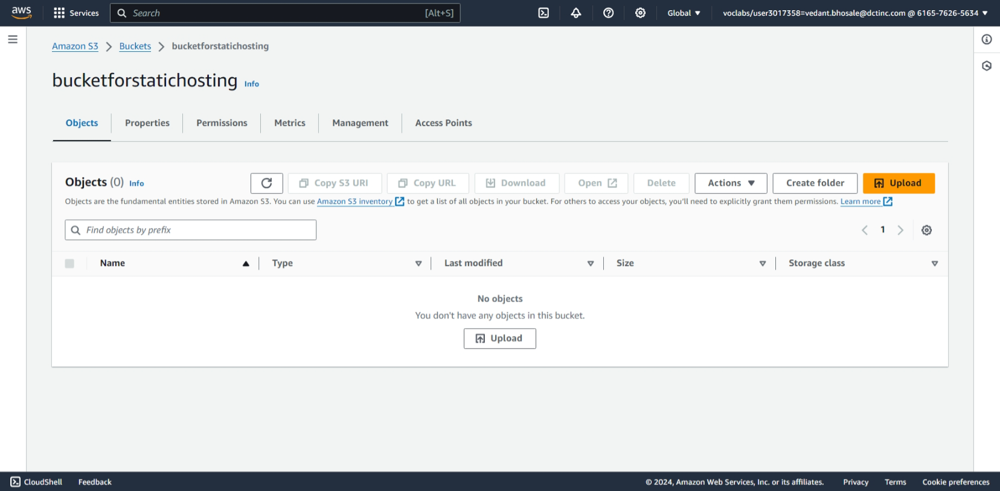 aws Services Search [Alt+S] Global voclabs/user3017358=vedant.bhosale@dctinc.com @ 6165-7626-5634
Amazon S3 Buckets bucketforstatichosting
bucketforstatichosting Info
Objects Properties Permissions Metrics Management Access Points
Objects (0) Info Copy S3 URI Copy URL Download Open Delete Actions Create folder Upload
Objects are the fundamental entities stored in Amazon S3. You can use Amazon S3 inventory to get a list of all objects in your bucket. For others to access your objects, you'll need to explicitly grant them permissions. Learn more
Find objects by prefix 1
Name Type Last modified Size Storage class
No objects
You don't have any objects in this bucket.
Upload
CloudShell Feedback © 2024, Amazon Web Services, Inc. or its affiliates. Privacy Terms Cookie preferences